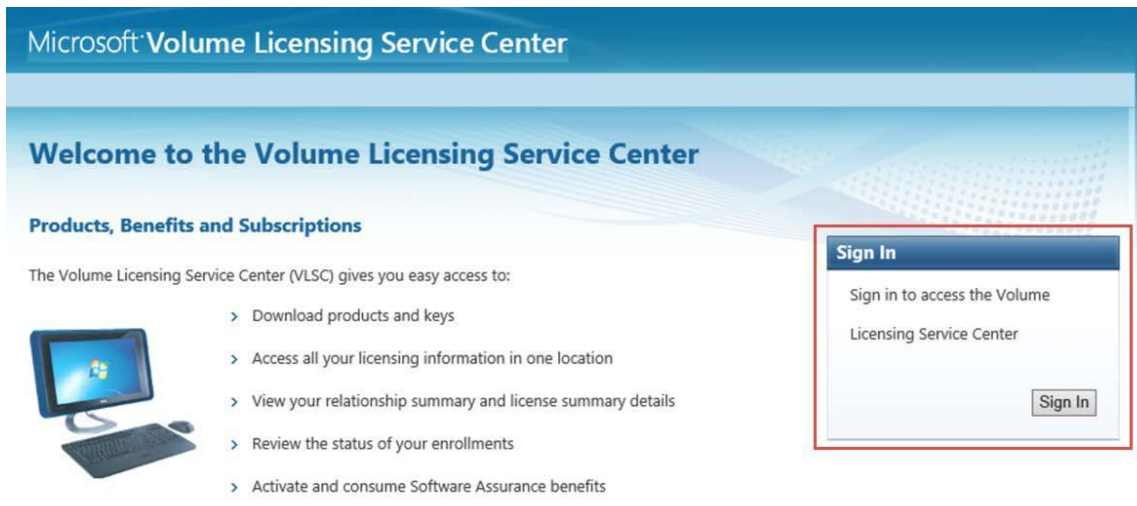 Microsoft Volume Licensing Service Center
Welcome to the Volume Licensing Service Center
Products, Benefits and Subscriptions
The Volume Licensing Service Center (VLSC) gives you easy access to:
> Download products and keys
> Access all your licensing information in one location
> View your relationship summary and license summary details
> Review the status of your enrollments
> Activate and consume Software Assurance benefits
Sign In
Sign in to access the Volume
Licensing Service Center
Sign In